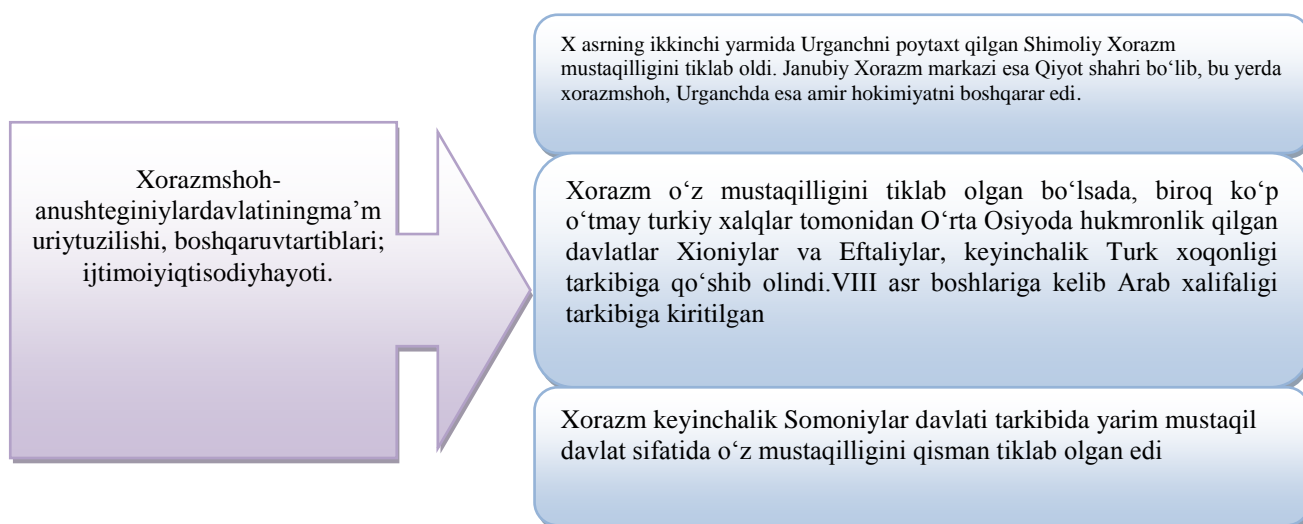 Xorazmshoh-
anushteginiylardavlatiningma’m
uriytuzilishi, boshqaruvtartiblari;
ijtimoiyiqtisodiyhayoti.
X asrning ikkinchi yarmida Urganchni poytaxt qilgan Shimoliy Xorazm
mustaqilligini tiklab oldi. Janubiy Xorazm markazi esa Qiyot shahri bo‘lib, bu yerda
xorazmshoh, Urganchda esa amir hokimiyatni boshqarar edi.
Xorazm o‘z mustaqilligini tiklab olgan bo‘lsada, biroq ko‘p
o‘tmay turkiy xalqlar tomonidan O‘rta Osiyoda hukmronlik qilgan
davlatlar Xioniylar va Eftaliylar, keyinchalik Turk xoqonligi
tarkibiga qo‘shib olindi.VIII asr boshlariga kelib Arab xalifaligi
tarkibiga kiritilgan
Xorazm keyinchalik Somoniylar davlati tarkibida yarim mustaqil
davlat sifatida o‘z mustaqilligini qisman tiklab olgan edi